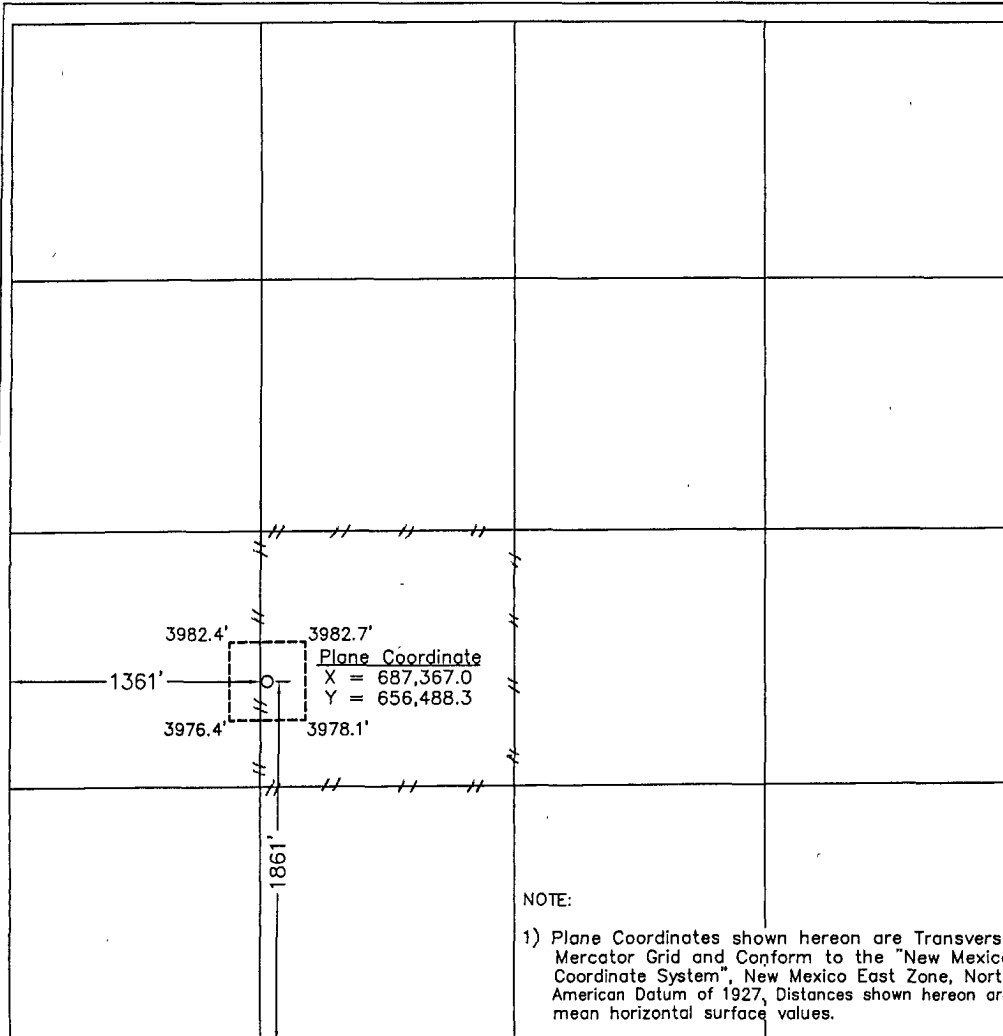 3982.4' 3982.7'
Plane Coordinate
X = 687,367.0
Y = 656,488.3
1361'
3976.4' 3978.1'
1861'
NOTE:
1) Plane Coordinates shown hereon are Transvers
Mercator Grid and Conform to the "New Mexico
Coordinate System", New Mexico East Zone, Nort
American Datum of 1927, Distances shown hereon ar
mean horizontal surface values.